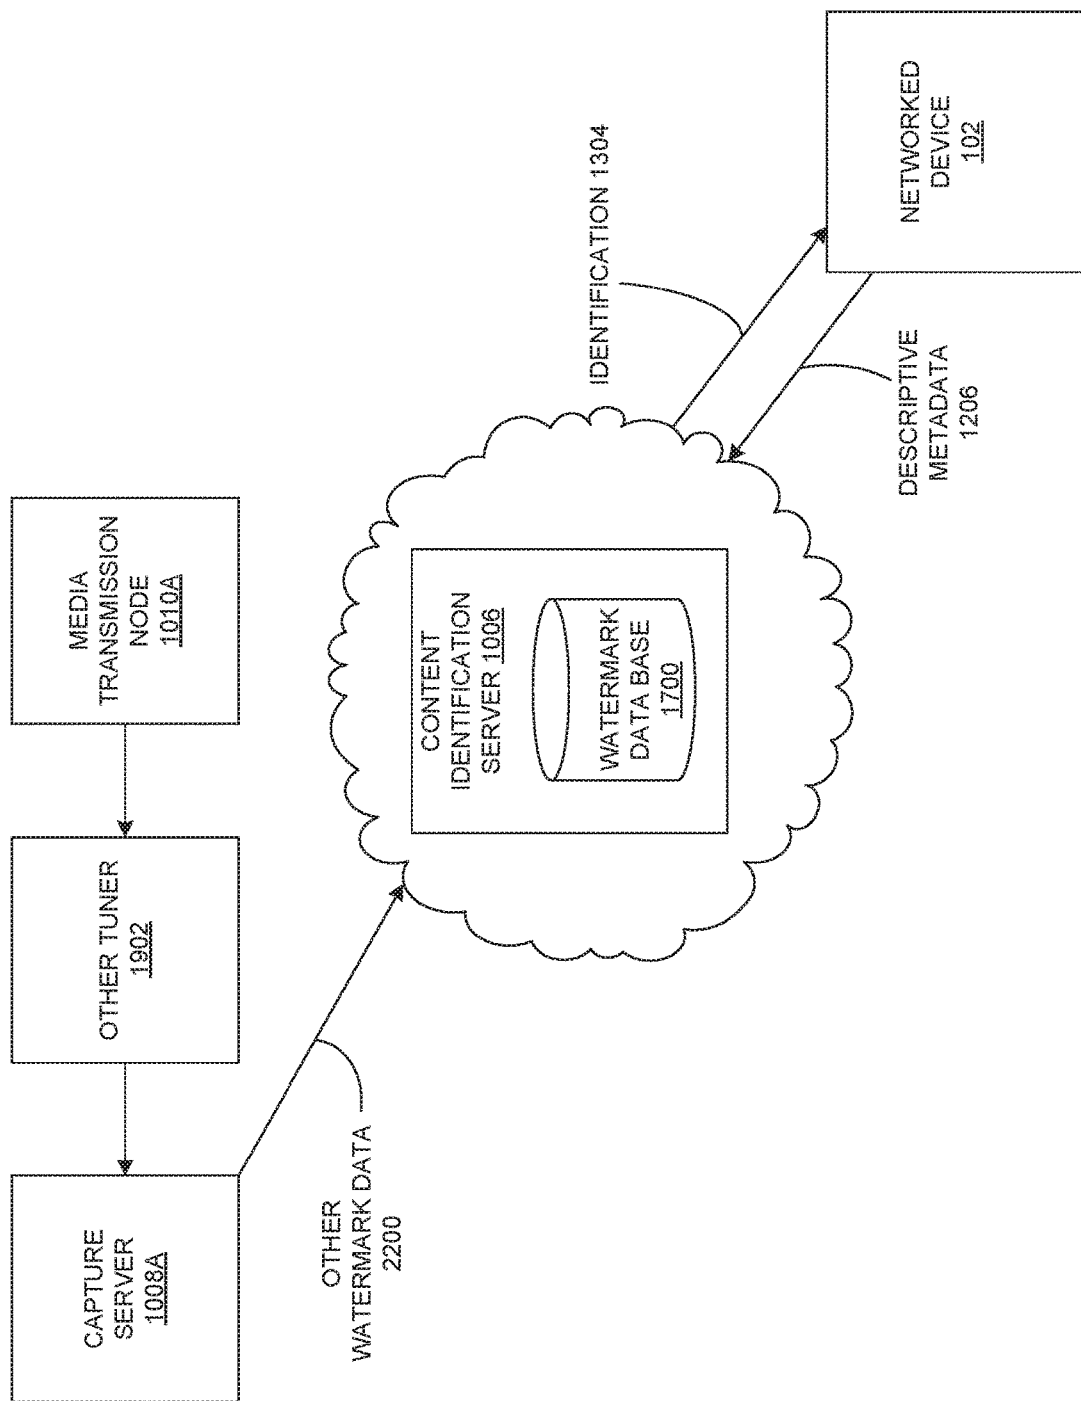 CAPTURE
SERVER
1008A
OTHER TUNER
1902
MEDIA
TRANSMISSION
NODE
1010A
OTHER
WATERMARK DATA
2200
CONTENT
IDENTIFICATION
SERVER 1006
WATERMARK
DATA BASE
1700
IDENTIFICATION 1304
DESCRIPTIVE
METADATA
1206
NETWORKED
DEVICE
102